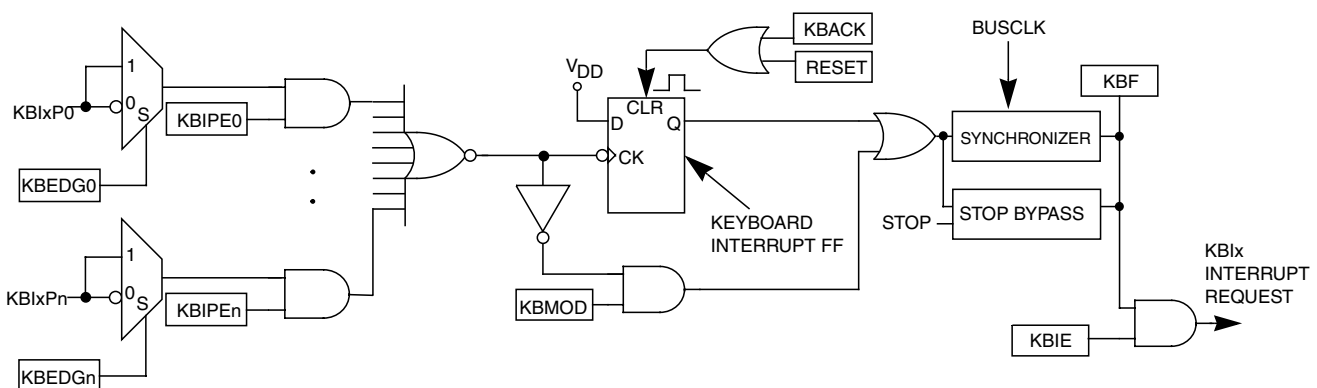 KBACK
RESET
BUSCLK
VDD
KBF
1
KBIxP0
0
S
KBIPE0
CLR
D
Q
CK
SYNCHRONIZER
KBEDG0
KEYBOARD
INTERRUPT FF
STOP
STOP BYPASS
1
KBIxPn
0
S
KBIPEn
KBMOD
KBIx
INTERRUPT
REQUEST
KBIE
KBEDGn